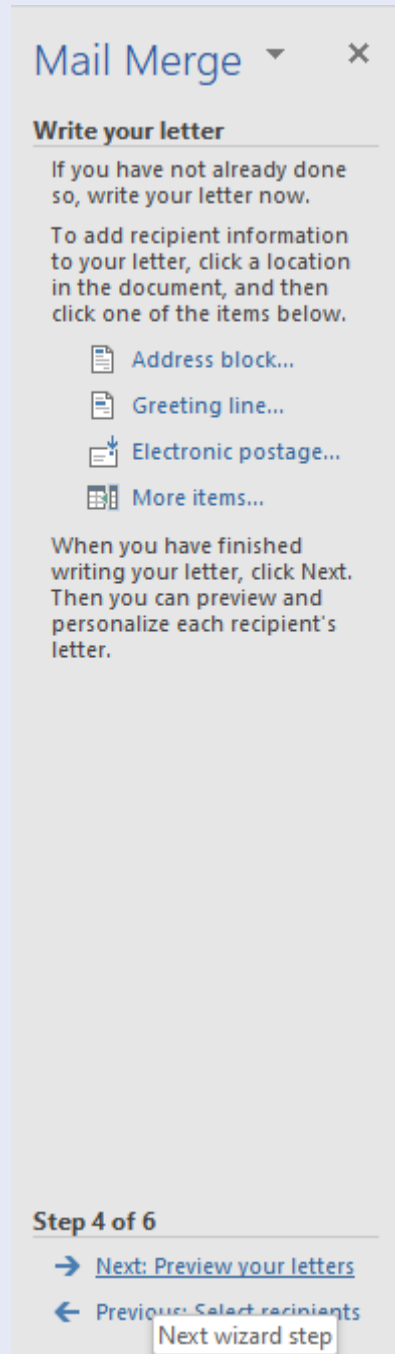 Mail Merge
Write your letter
If you have not already done
so, write your letter now.
To add recipient information
to your letter, click a location
in the document, and then
click one of the items below.
Address block...
Greeting line...
Electronic postage...
More items...
When you have finished
writing your letter, click Next.
Then you can preview and
personalize each recipient's
letter.
Step 4 of 6
Next: Preview your letters
Previous: Select recipients
Next wizard step